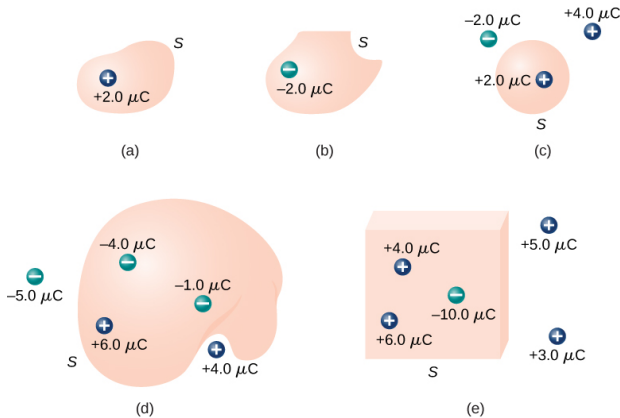 S
+2.0 μC
(a)
S
–2.0 μC
(b)
–2.0 μC
+4.0 μC
+2.0 μC
S
(c)
–4.0 μC
–5.0 μC
–1.0 μC
+6.0 μC
S
+4.0 μC
(d)
+4.0 μC
+5.0 μC
–10.0 μC
+6.0 μC
+3.0 μC
S
(e)